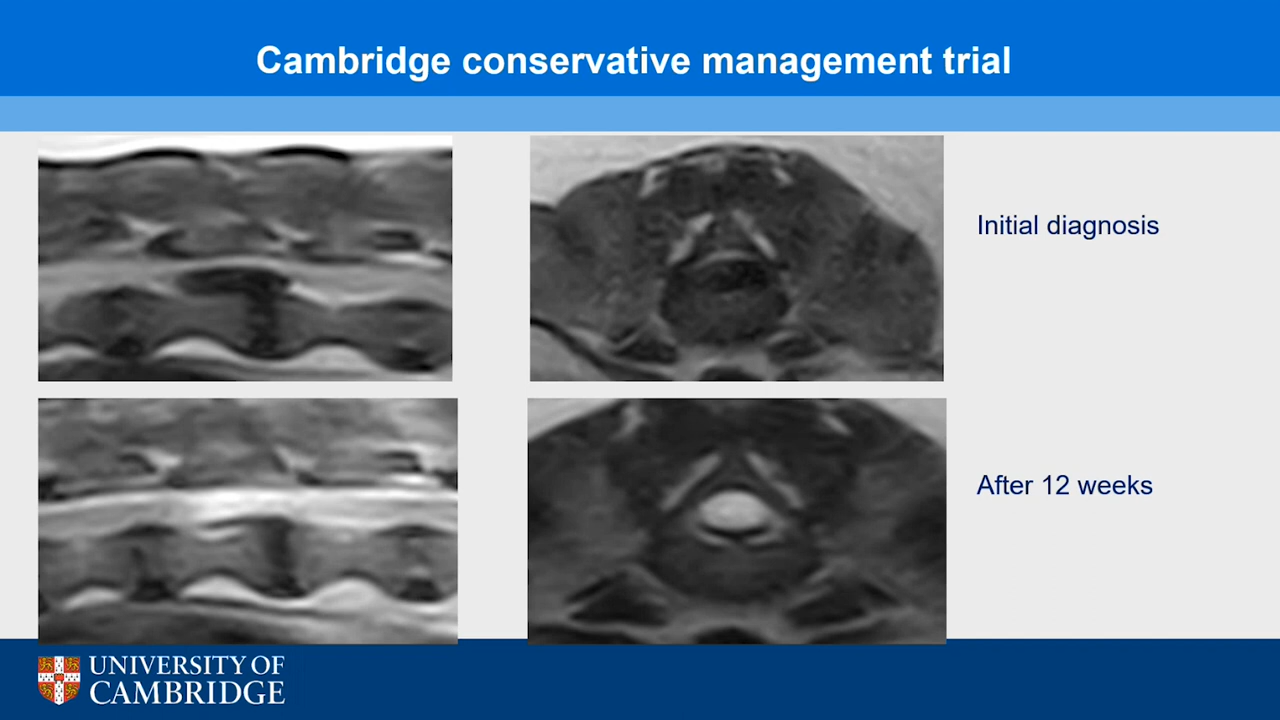 Cambridge conservative management trial
Initial diagnosis
After 12 weeks
UNIVERSITY OF
CAMBRIDGE